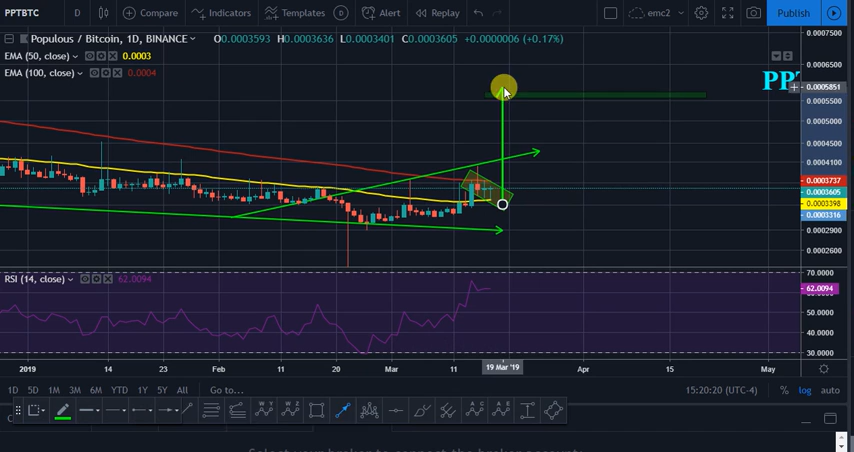 PPTBTC D Compare Indicators Templates D Alert Replay emc2 Publish
Populous / Bitcoin, 1D, BINANCE O0.0003593 H0.0003636 L0.0003401 C0.0003605 +0.0000006 (+0.17%)
EMA (50, close) 0.0003
EMA (100, close) 0.0004
PP
0.0007500
0.0006500
0.0005851
0.0005500
0.0004500
0.0004100
0.0003737
0.0003605
0.0003398
0.0003316
0.0002900
0.0002600
RSI (14, close) 62.0094
70.0000
62.0094
50.0000
40.0000
30.0000
2019 14 23 Feb 11 20 Mar 11 19 Mar '19 Apr 15 May
1D 5D 1M 3M 6M YTD 1Y 5Y All Go to... 15:20:20 (UTC-4) % log auto
W Y W Z A C A E